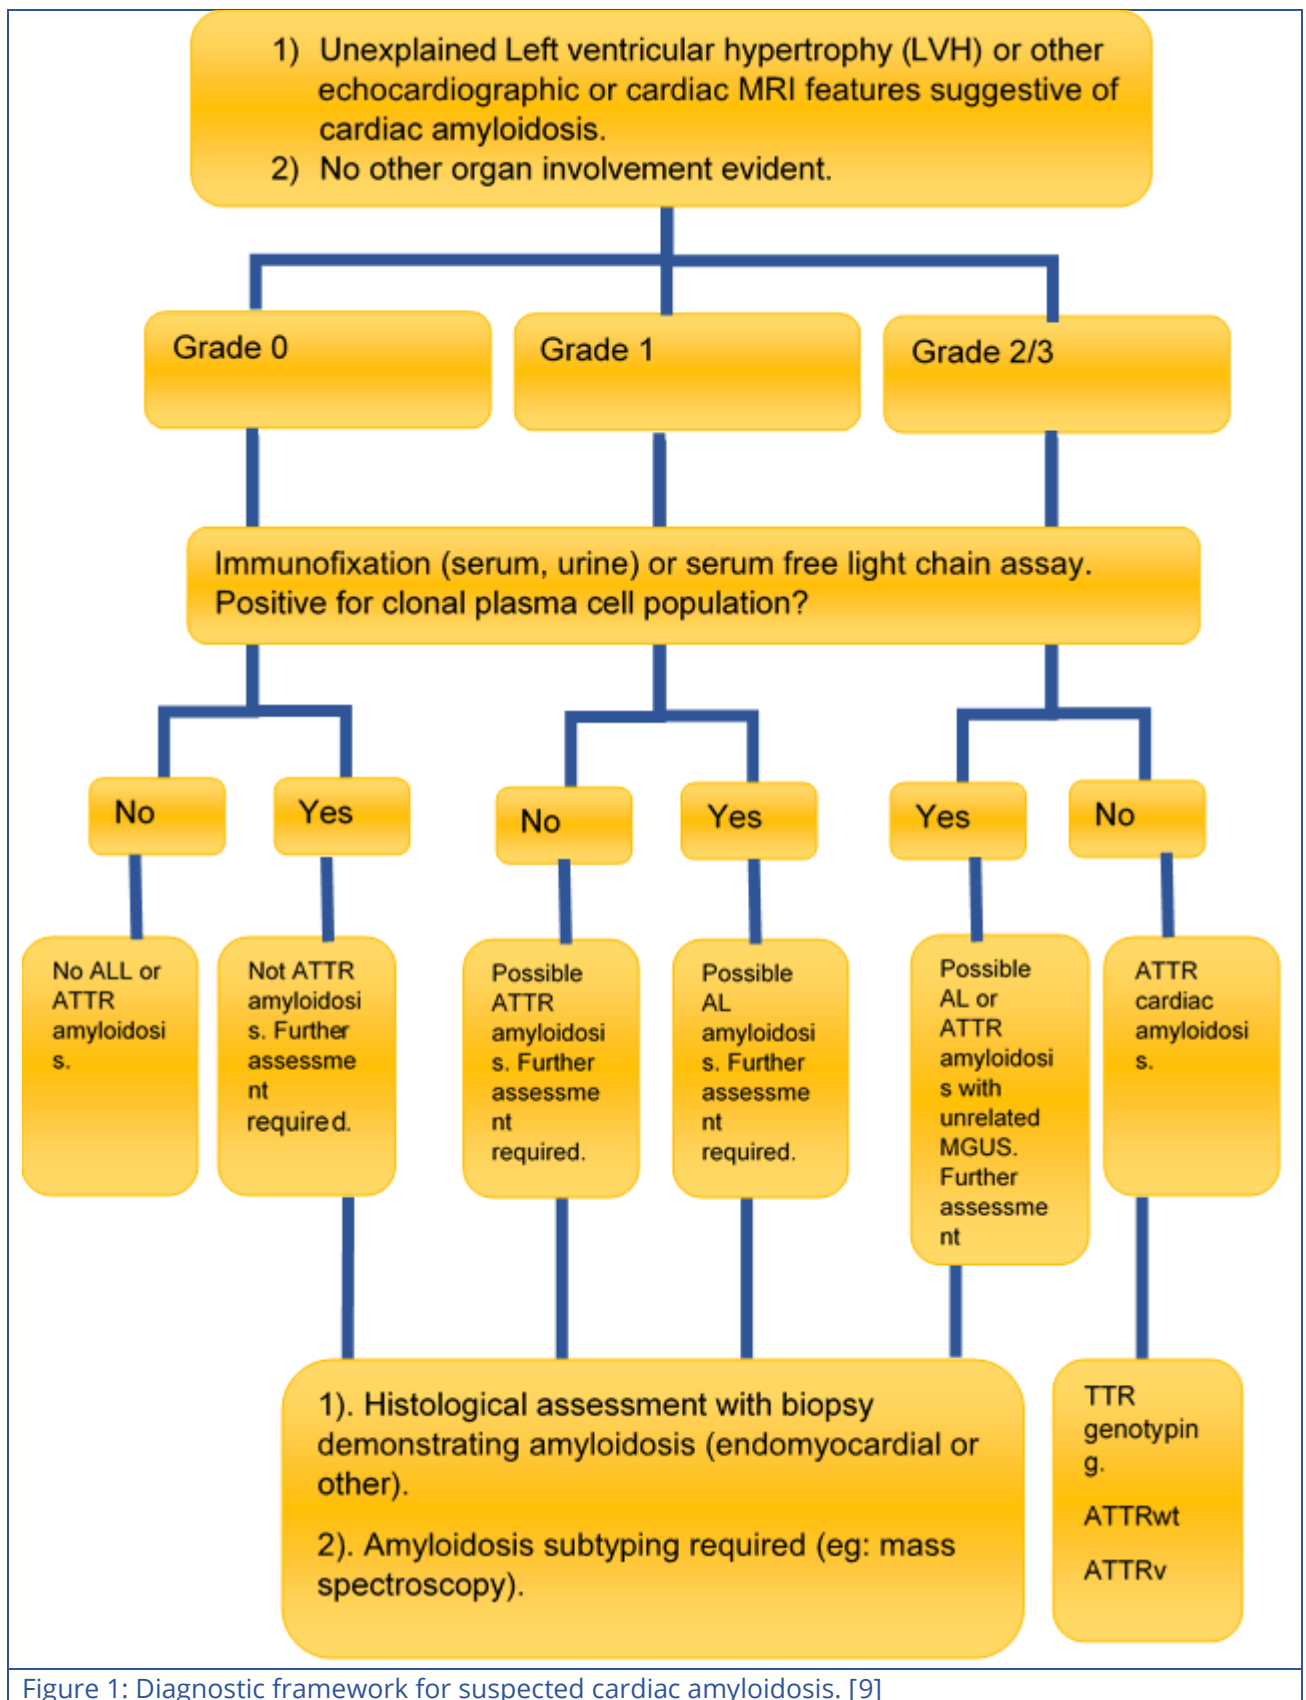 1) Unexplained Left ventricular hypertrophy (LVH) or other
echocardiographic or cardiac MRI features suggestive of
cardiac amyloidosis.
2) No other organ involvement evident.
Grade 0
Grade 1
Grade 2/3
Immunofixation (serum, urine) or serum free light chain assay.
Positive for clonal plasma cell population?
No
Yes
No
Yes
Yes
No
No ALL or
ATTR
amyloidosi
s.
Not ATTR
amyloidosi
s. Further
assessme
nt
required.
Possible
ATTR
amyloidosi
s. Further
assessme
nt
required.
Possible
AL
amyloidosi
s. Further
assessme
nt
required.
Possible
AL or
ATTR
amyloidosi
s with
unrelated
MGUS.
Further
assessme
nt
ATTR
cardiac
amyloidosi
s.
1). Histological assessment with biopsy
demonstrating amyloidosis (endomyocardial or
other).
2). Amyloidosis subtyping required (eg: mass
spectroscopy).
TTR
genotypin
g.
ATTRwt
ATTRv
Figure 1: Diagnostic framework for suspected cardiac amyloidosis. [9]